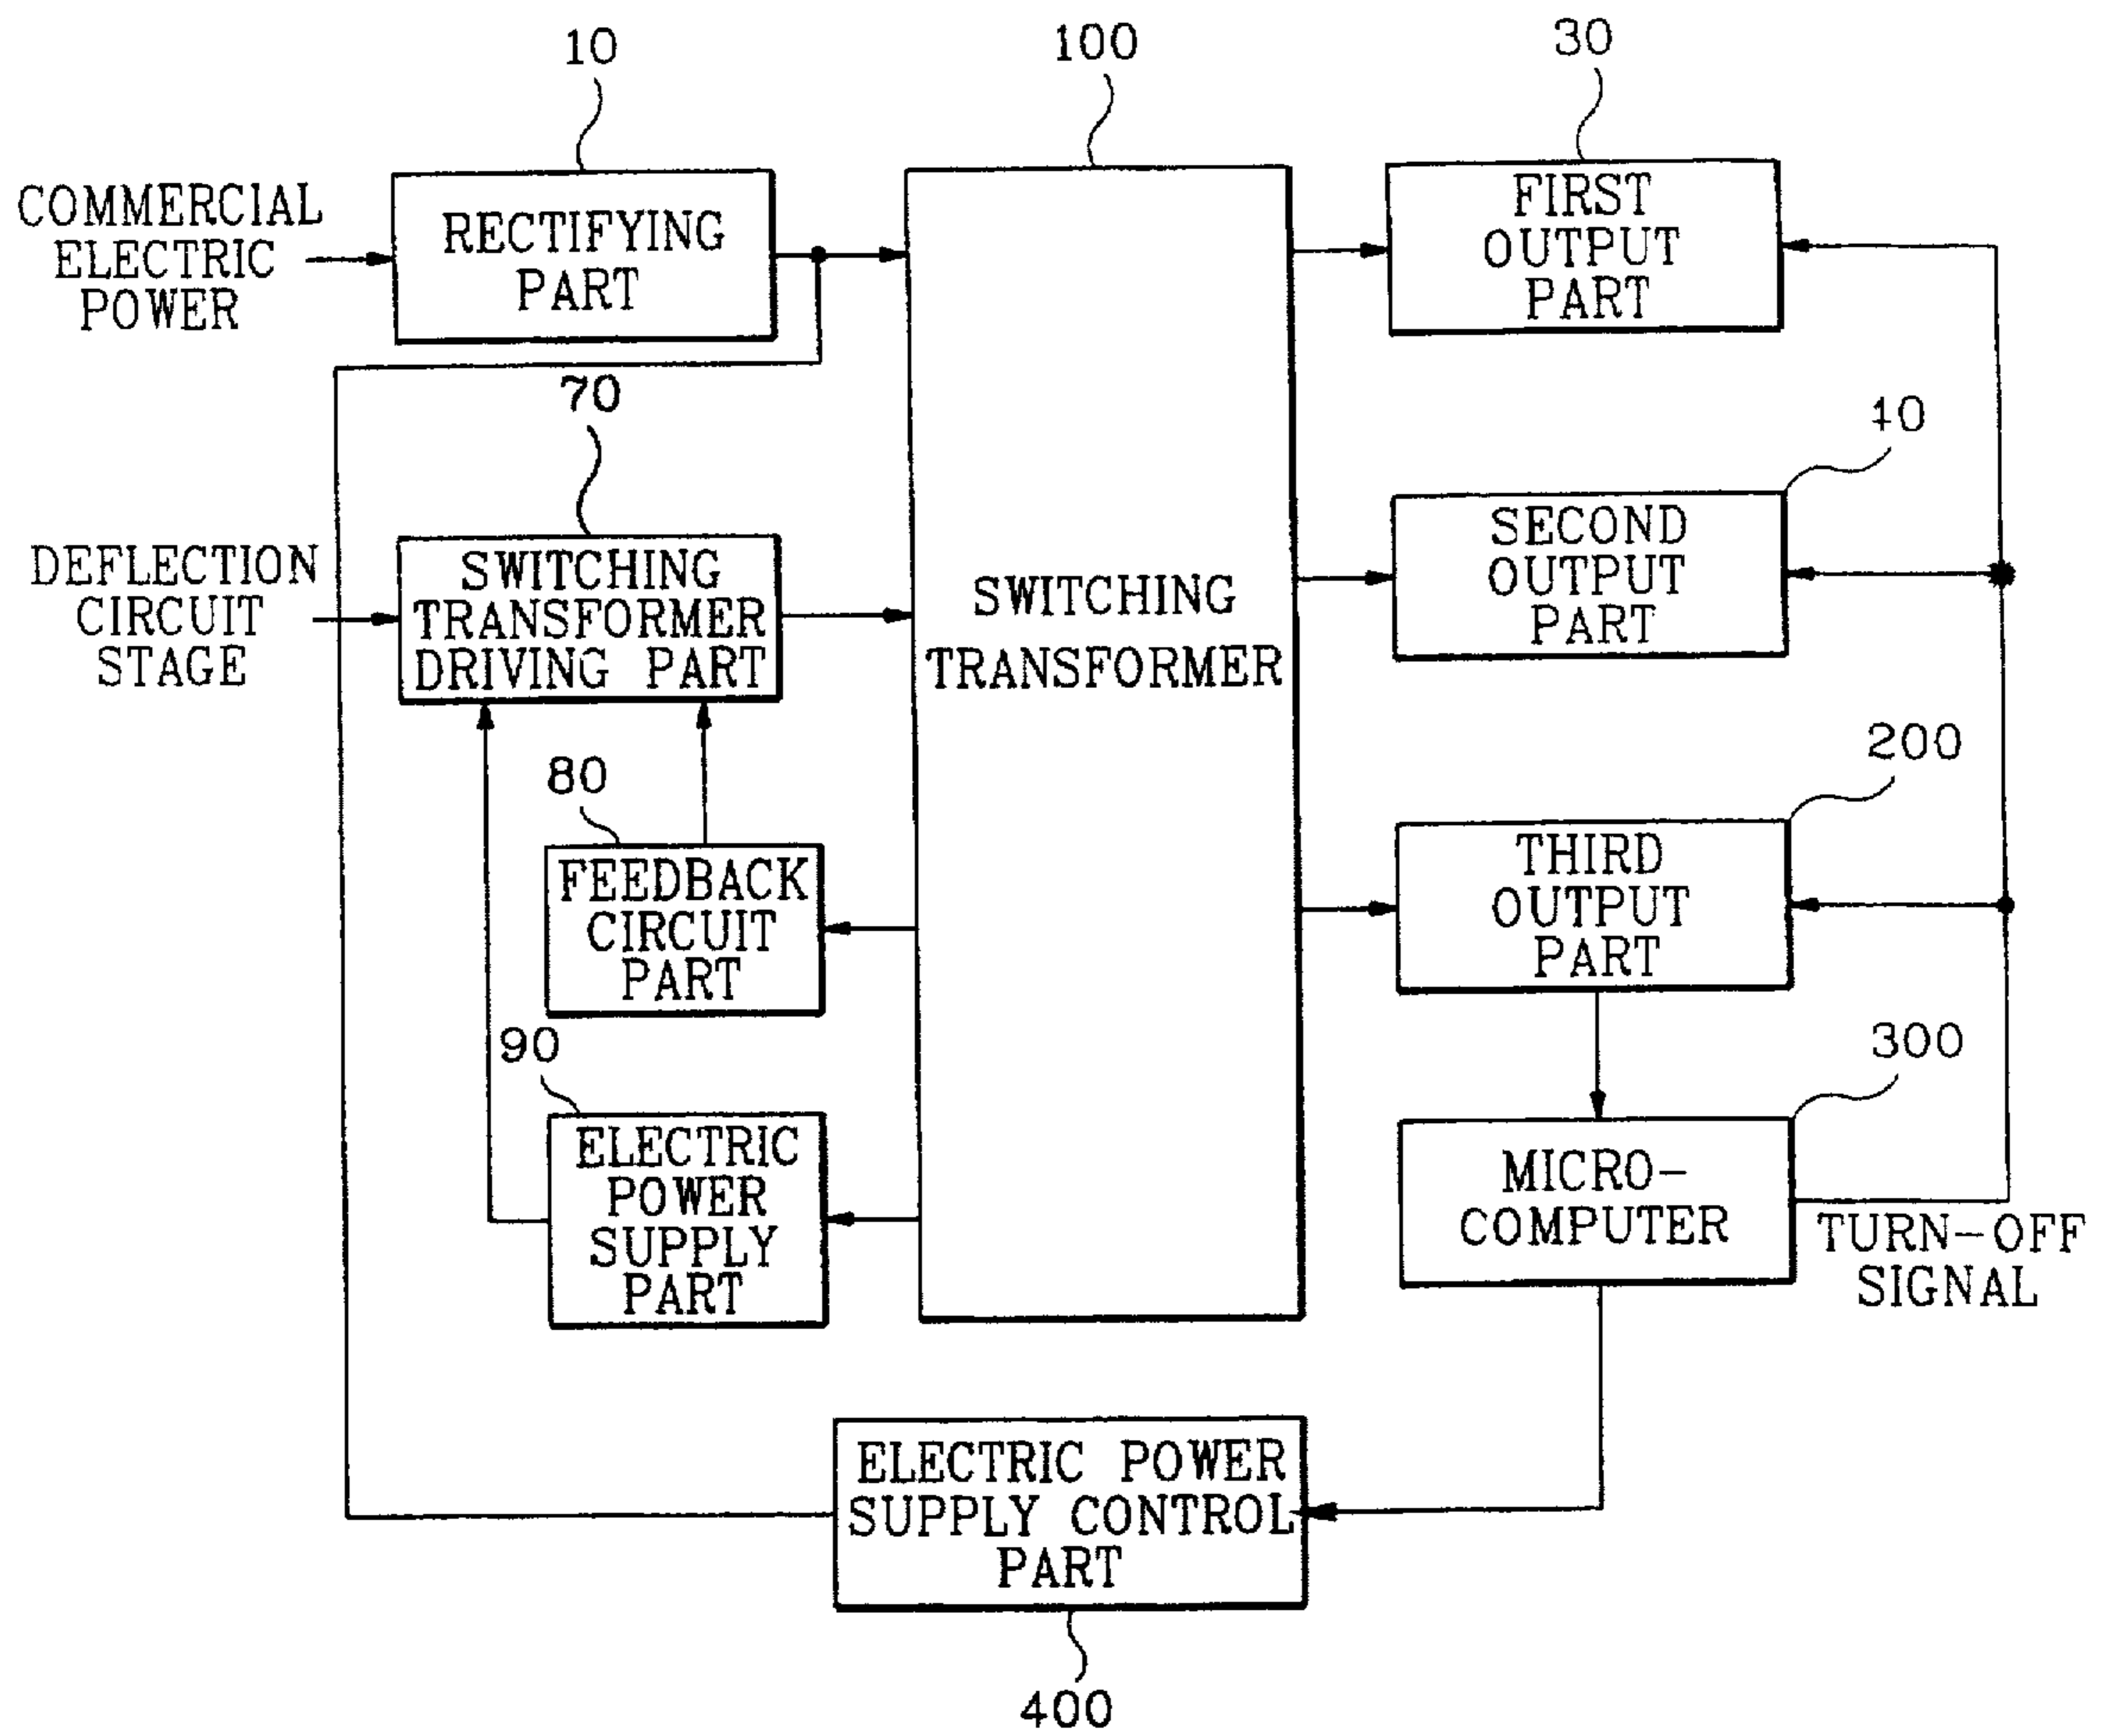 10
100
30
COMMERCIAL
ELECTRIC
POWER
RECTIFYING
PART
FIRST
OUTPUT
PART
70
40
DEFLECTION
CIRCUIT
STAGE
SWITCHING
TRANSFORMER
DRIVING PART
SWITCHING
TRANSFORMER
SECOND
OUTPUT
PART
80
200
FEEDBACK
CIRCUIT
PART
THIRD
OUTPUT
PART
90
300
ELECTRIC
POWER
SUPPLY
PART
MICRO-
COMPUTER
TURN-OFF
SIGNAL
ELECTRIC POWER
SUPPLY CONTROL
PART
400